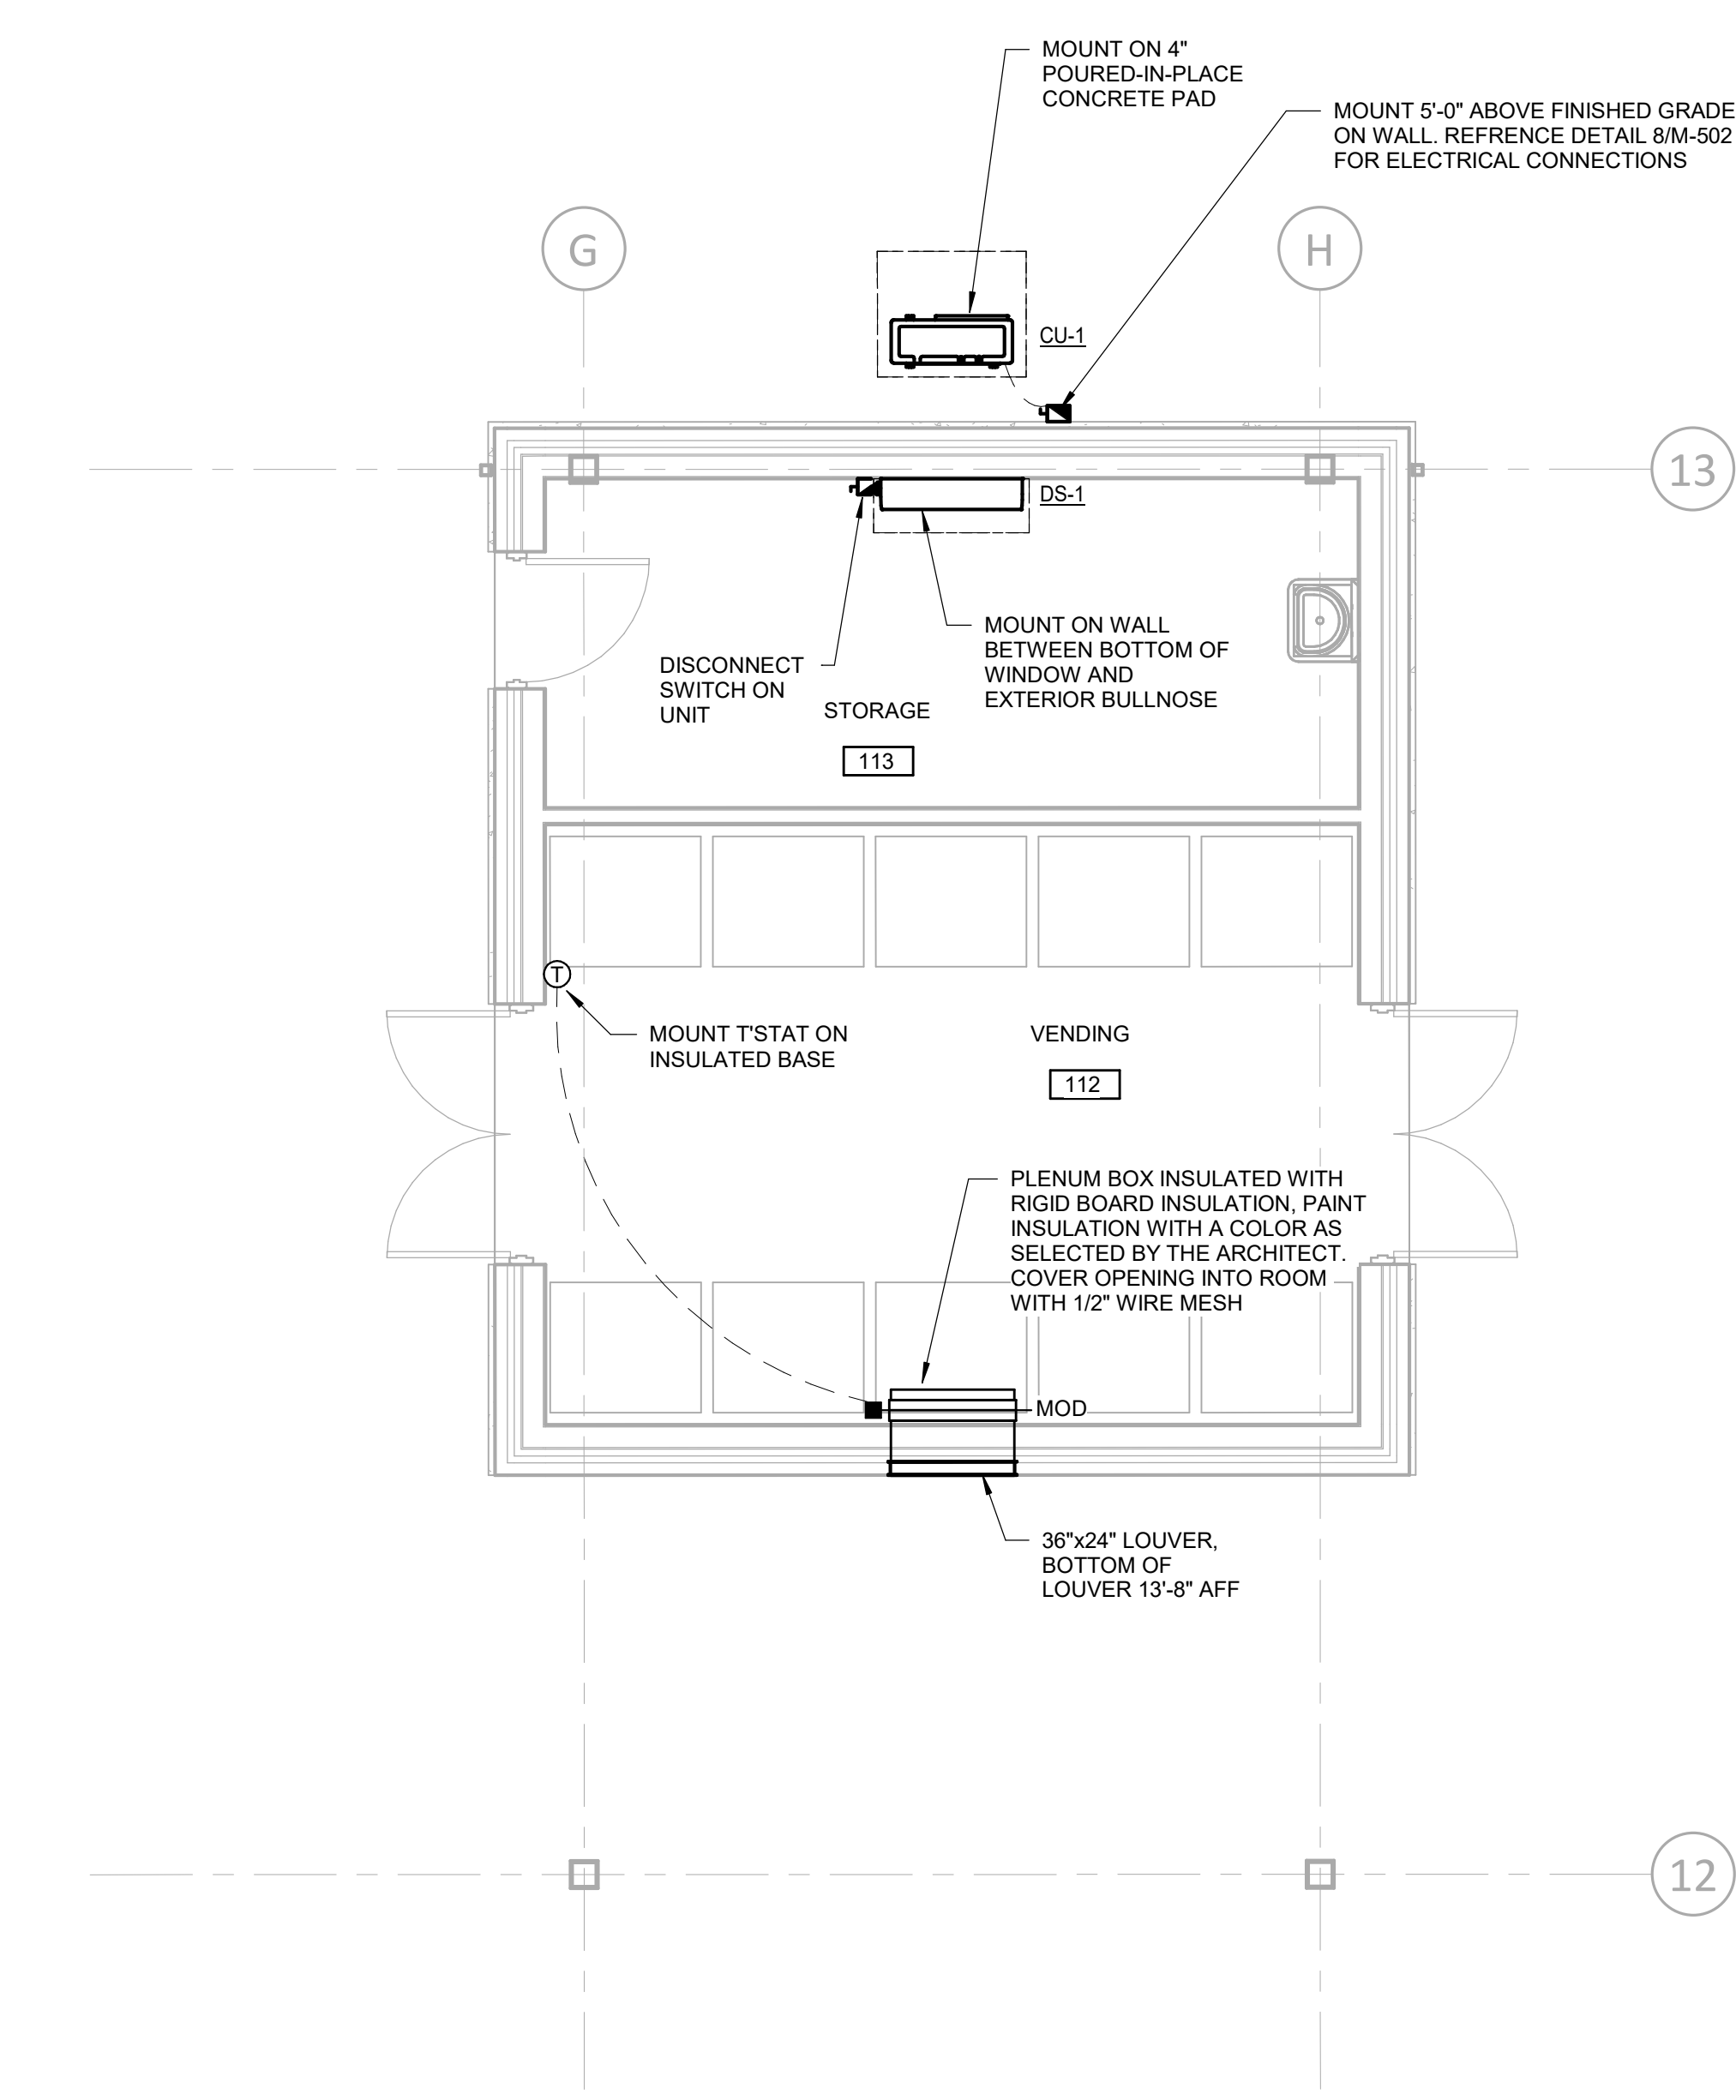 MOUNT ON 4"
POURED-IN-PLACE
CONCRETE PAD
MOUNT 5'-0" ABOVE FINISHED GRADE
ON WALL. REFRENCE DETAIL 8/M-502
FOR ELECTRICAL CONNECTIONS
G
H
CU-1
13
DS-1
MOUNT ON WALL
BETWEEN BOTTOM OF
WINDOW AND
EXTERIOR BULLNOSE
DISCONNECT
SWITCH ON
UNIT
STORAGE
113
T
MOUNT T'STAT ON
INSULATED BASE
VENDING
112
PLENUM BOX INSULATED WITH
RIGID BOARD INSULATION, PAINT
INSULATION WITH A COLOR AS
SELECTED BY THE ARCHITECT.
COVER OPENING INTO ROOM
WITH 1/2" WIRE MESH
MOD
36"x24" LOUVER,
BOTTOM OF
LOUVER 13'-8" AFF
12